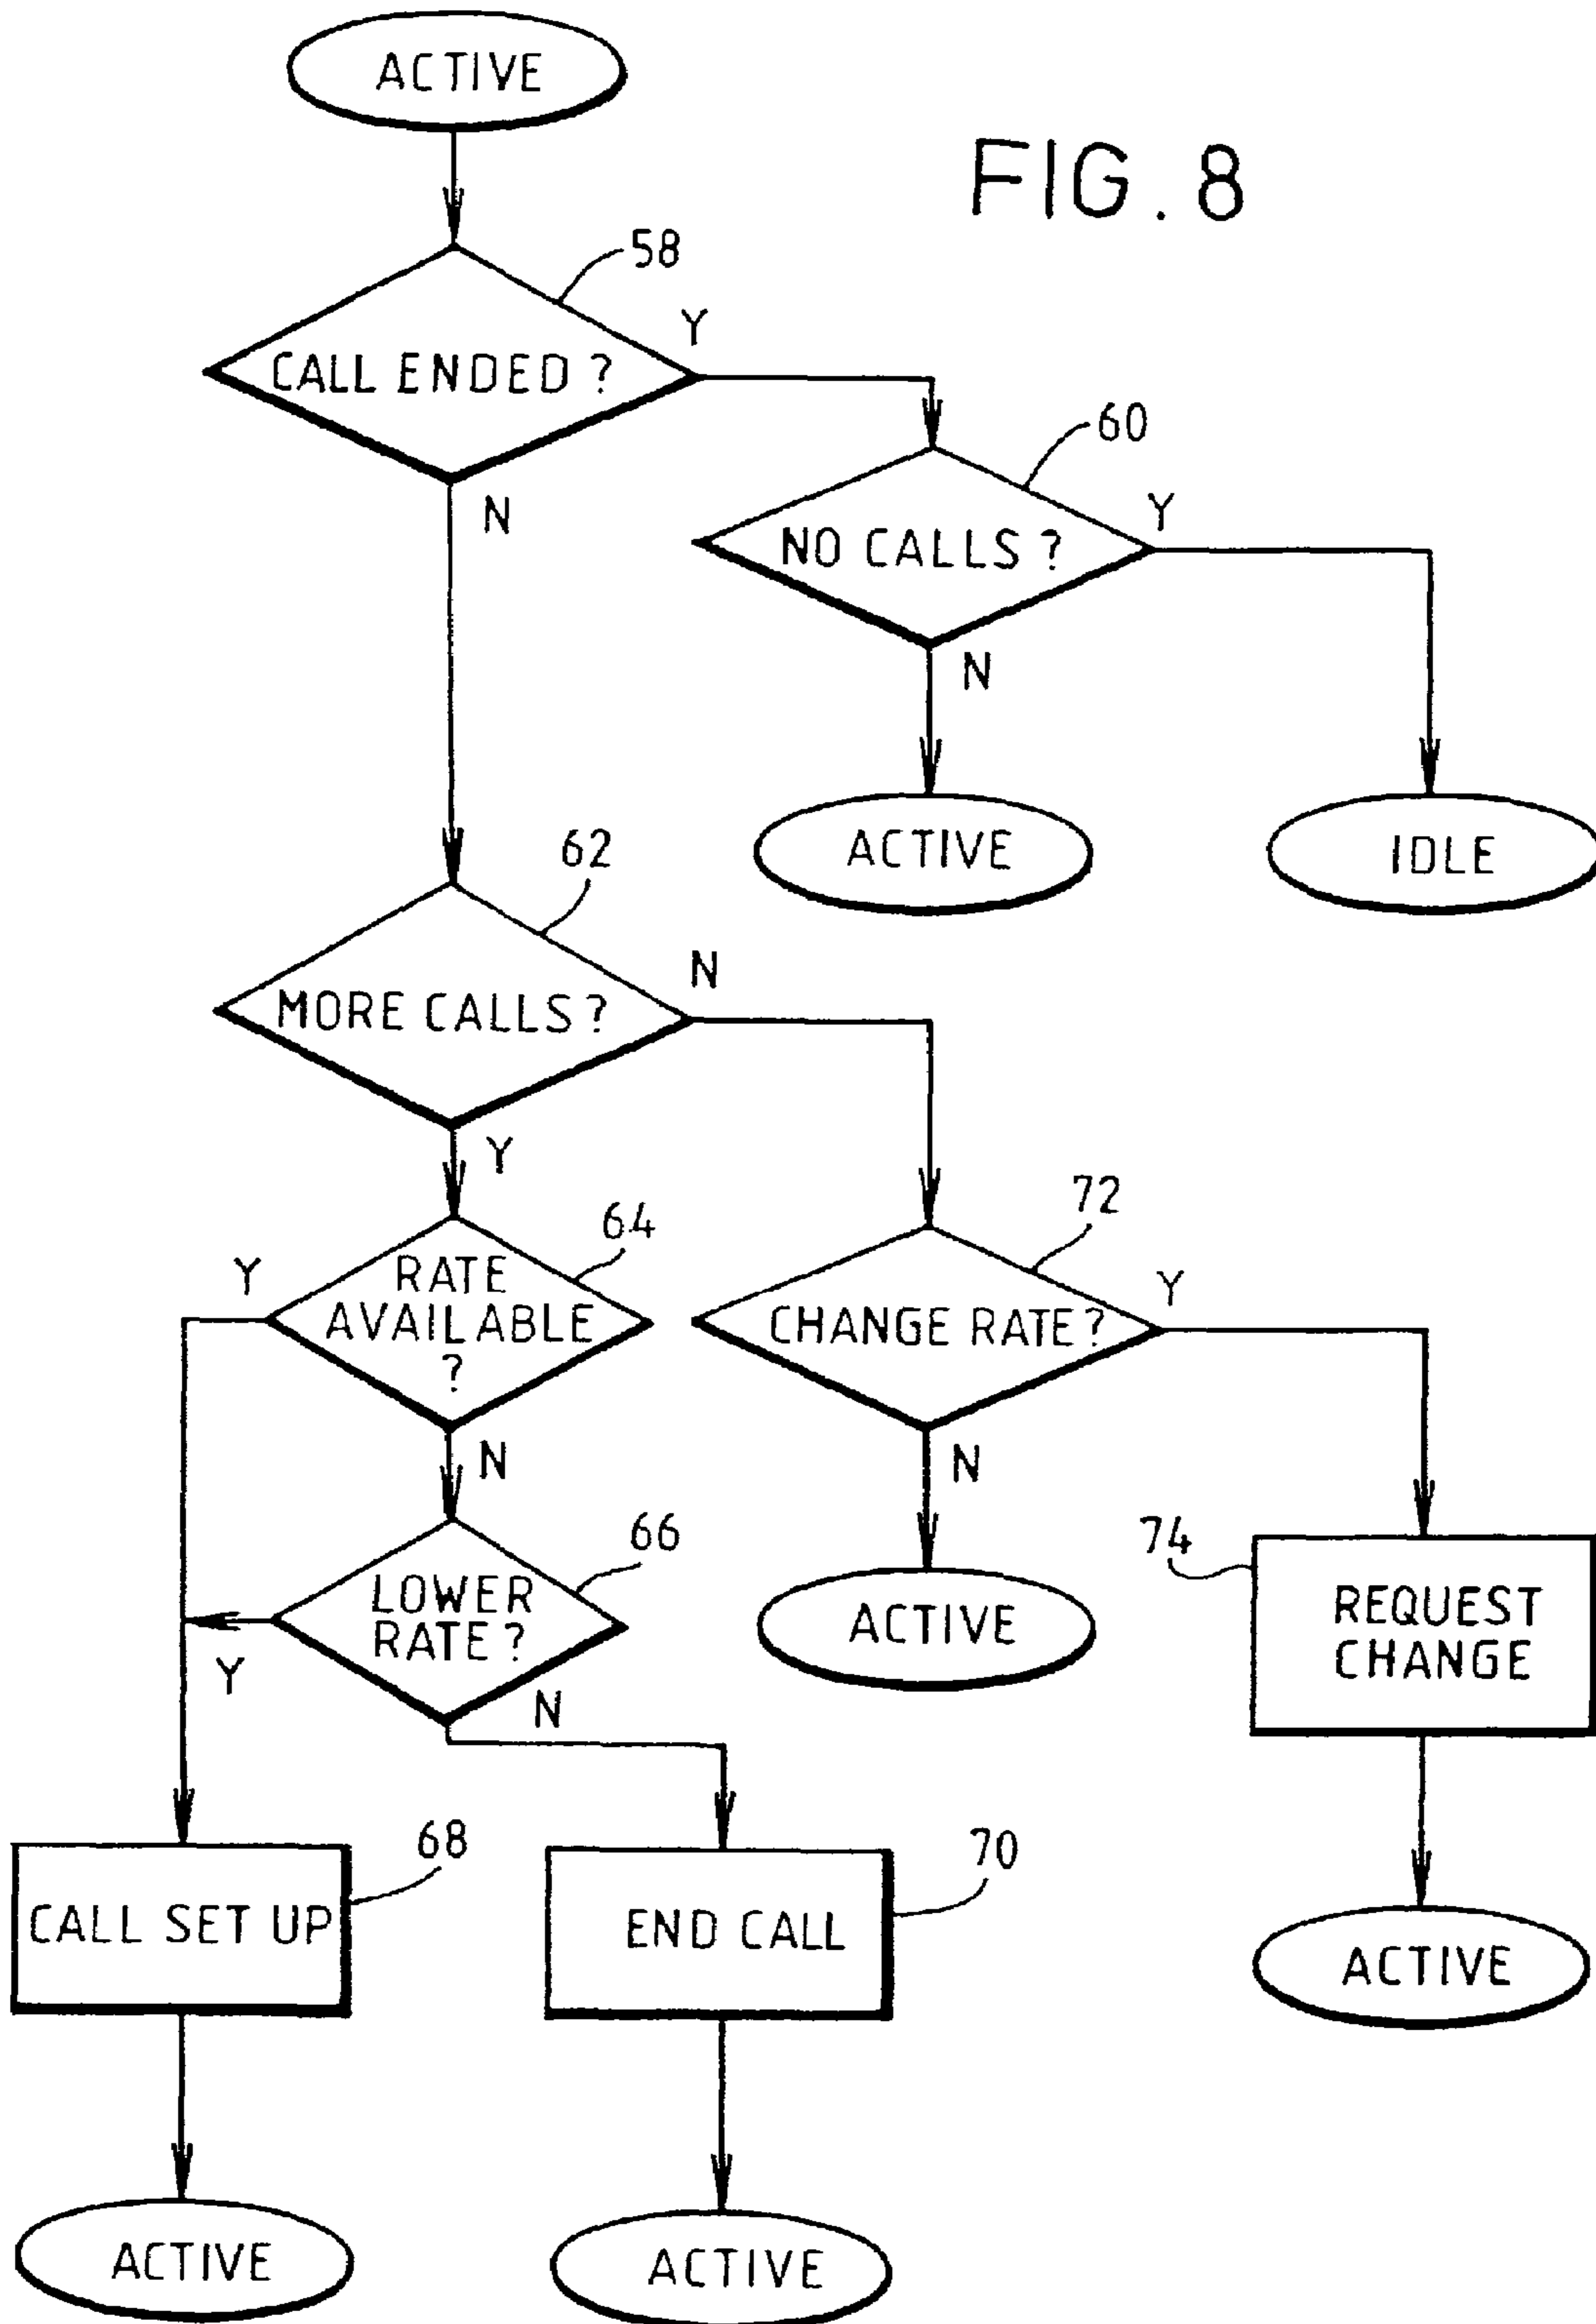 ACTIVE
FIG. 8
58
Y
CALL ENDED ?
60
N
Y
NO CALLS ?
N
62
ACTIVE
IDLE
N
MORE CALLS ?
Y
72
64
Y
RATE
AVAILABLE
?
Y
CHANGE RATE ?
N
N
66
74
LOWER
RATE ?
ACTIVE
REQUEST
CHANGE
Y
N
68
70
CALL SET UP
END CALL
ACTIVE
ACTIVE
ACTIVE